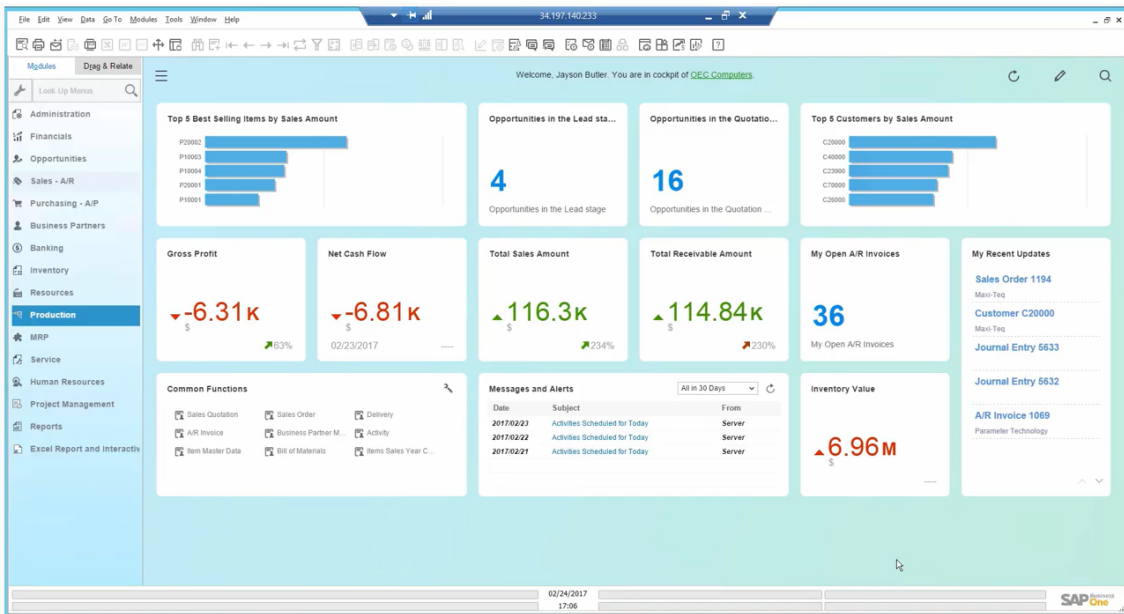 34.197.140.233
File Edit View Data Go To Modules Tools Window Help
Modules Drag & Relate
Look Up Menus
Administration
Financials
Opportunities
Sales - A/R
Purchasing - A/P
Business Partners
Banking
Inventory
Resources
Production
MRP
Service
Human Resources
Project Management
Reports
Excel Report and Interactiv
Welcome, Jayson Butler. You are in cockpit of OEC Computers.
Top 5 Best Selling Items by Sales Amount
P20002
P10003
P10004
P20001
P10001
Opportunities in the Lead sta...
4
Opportunities in the Lead stage
Opportunities in the Quotatio...
16
Opportunities in the Quotation ...
Top 5 Customers by Sales Amount
C20000
C40000
C23900
C70000
C26000
Gross Profit
-6.31K
$
63%
Net Cash Flow
-6.81K
$
02/23/2017
Total Sales Amount
116.3K
$
234%
Total Receivable Amount
114.84K
$
230%
My Open A/R Invoices
36
My Open A/R Invoices
My Recent Updates
Sales Order 1194
Maxi-Teq
Customer C20000
Maxi-Teq
Journal Entry 5633
Journal Entry 5632
A/R Invoice 1069
Parameter Technology
Common Functions
Sales Quotation Sales Order Delivery
A/R Invoice Business Partner M... Activity
Item Master Data Bill of Materials Items Sales Year C...
Messages and Alerts All in 30 Days
Date Subject From
2017/02/23 Activities Scheduled for Today Server
2017/02/22 Activities Scheduled for Today Server
2017/02/21 Activities Scheduled for Today Server
Inventory Value
6.96M
$
02/24/2017
17:06
SAP Business One